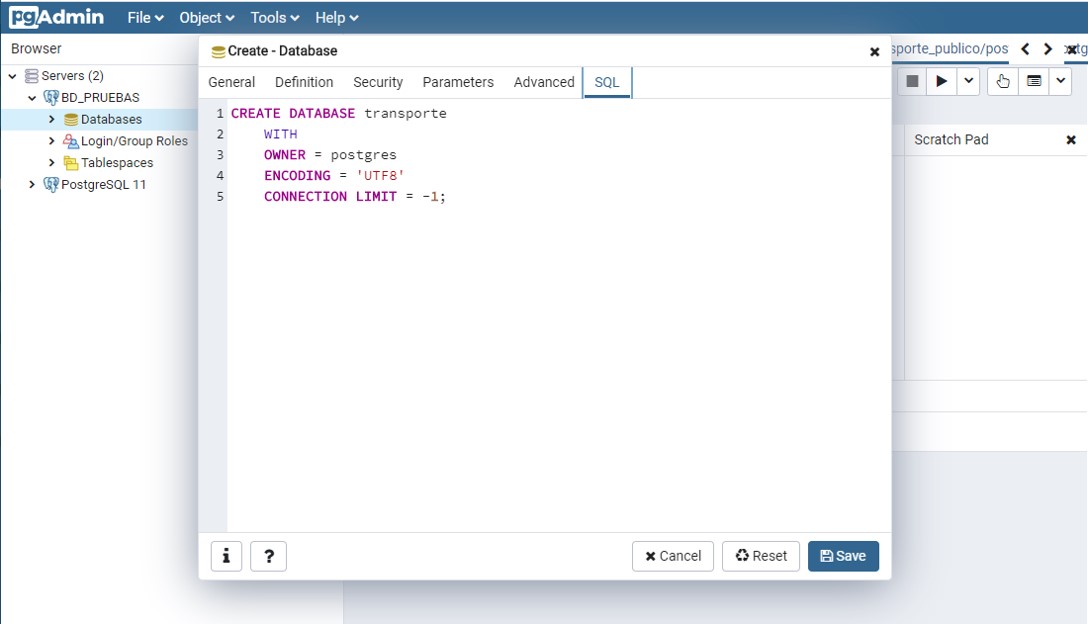 pgAdmin File Object Tools Help
Browser
Servers (2)
BD_PRUEBAS
Databases
Login/Group Roles
Tablespaces
PostgreSQL 11
Create - Database
General Definition Security Parameters Advanced SQL
1 CREATE DATABASE transporte
2 WITH
3 OWNER = postgres
4 ENCODING = 'UTF8'
5 CONNECTION LIMIT = -1;
i ? Cancel Reset Save
sporte_publico/pos
Scratch Pad